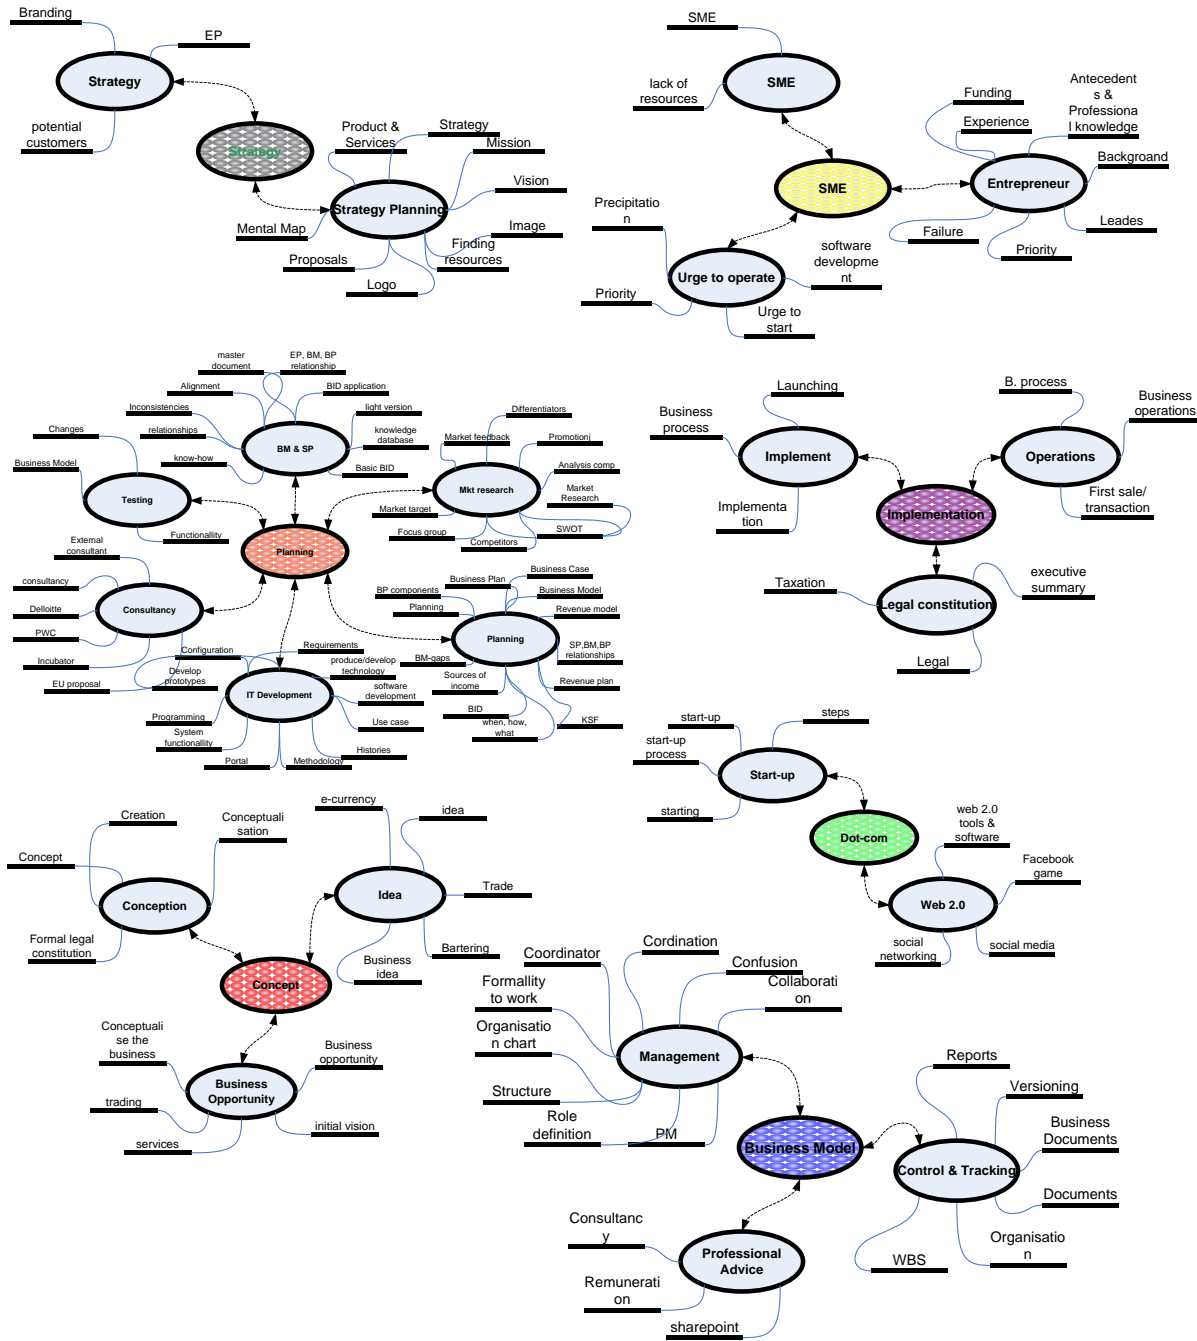 Branding
EP
Strategy
potential
customers
Strategy
Product &
Services
Strategy
Mission
Vision
Strategy Planning
Mental Map
Image
Proposals
Finding
resources
Logo
SME
SME
lack of
resources
Funding
Antecedent
s &
Professiona
l knowledge
Experience
Background
SME
Entrepreneur
Leades
Failure
Priority
Precipitatio
n
software
developme
nt
Urge to operate
Priority
Urge to
start
master
document
EP, BM, BP
relationship
Alignment
BID application
Inconsistencies
light version
relationships
knowledge
database
BM & SP
know-how
Basic BID
Changes
Business Model
Testing
Functionallity
Differentiators
Market feedback
Promotionj
Analysis comp
Mkt research
Market
Research
Market target
Focus group
SWOT
Competitors
Planning
External
consultant
consultancy
Delloitte
Consultancy
PWC
Incubator
EU proposal
Configuration
Requirements
Develop
prototypes
produce/develop
technology
IT Development
software
development
Programming
Use case
System
functionallity
Histories
Portal
Methodology
Business Case
Business Plan
BP components
Business Model
Planning
Revenue model
Planning
SP,BM,BP
relationships
BM-gaps
Sources of
income
Revenue plan
BID
when, how,
what
KSF
Launching
B. process
Business
process
Business
operations
Implement
Operations
Implementa
tion
Implementation
First sale/
transaction
Taxation
executive
summary
Legal constitution
Legal
start-up
steps
start-up
process
Start-up
starting
Dot-com
web 2.0
tools &
software
Facebook
game
Web 2.0
social
networking
social media
Creation
Conceptuali
sation
Concept
Conception
Formal legal
constitution
e-currency
idea
Idea
Trade
Bartering
Business
idea
Concept
Conceptuali
se the
business
Business
opportunity
Business
Opportunity
trading
initial vision
services
Coordinator
Cordination
Confusion
Formallity
to work
Collaborati
on
Organisatio
n chart
Management
Structure
Role
definition
PM
Business Model
Reports
Versioning
Business
Documents
Control & Tracking
Documents
WBS
Organisatio
n
Consultanc
y
Professional
Advice
Remunerati
on
sharepoint